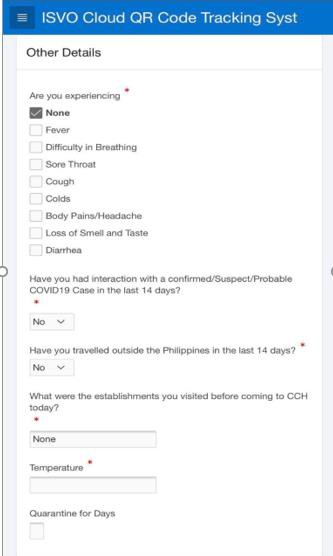 ISVO Cloud QR Code Tracking Syst
Other Details
Are you experiencing *
None
Fever
Difficulty in Breathing
Sore Throat
Cough
Colds
Body Pains/Headache
Loss of Smell and Taste
Diarrhea
Have you had interaction with a confirmed/Suspect/Probable
COVID19 Case in the last 14 days?
*
No
Have you travelled outside the Philippines in the last 14 days? *
No
What were the establishments you visited before coming to CCH
today?
*
None
Temperature *
Quarantine for Days